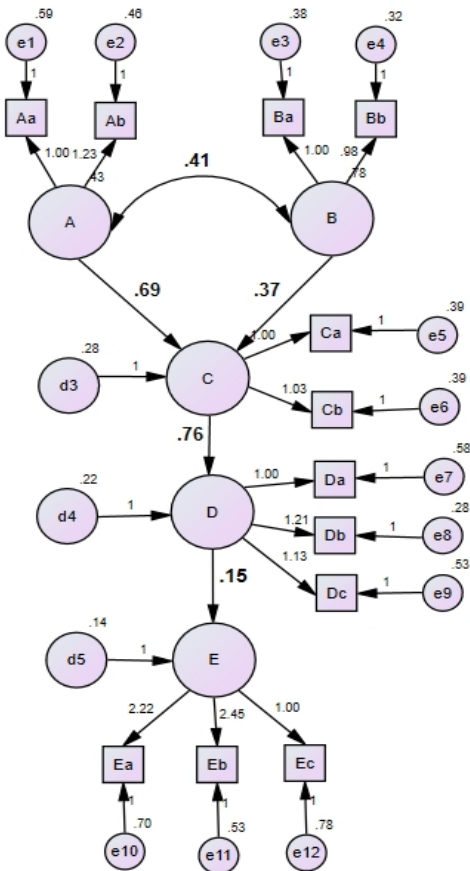 .59 .46 .38 .32
e1 e2 e3 e4
1 1 1 1
Aa Ab Ba Bb
1.00 1.23 1.00 .98
.43 .41 .78
A B
.69 .37
1.00 Ca 1 .39
e5
.28
d3 1 C
1.03 Cb 1 .39
e6
.76
.22
d4 1 D
1.00 Da 1 .58
e7
1.21 Db 1 .28
e8
1.13 Dc 1 .53
e9
.15
.14
d5 1 E
2.22 2.45 1.00
Ea Eb Ec
1 1 1
.70 .53 .78
e10 e11 e12